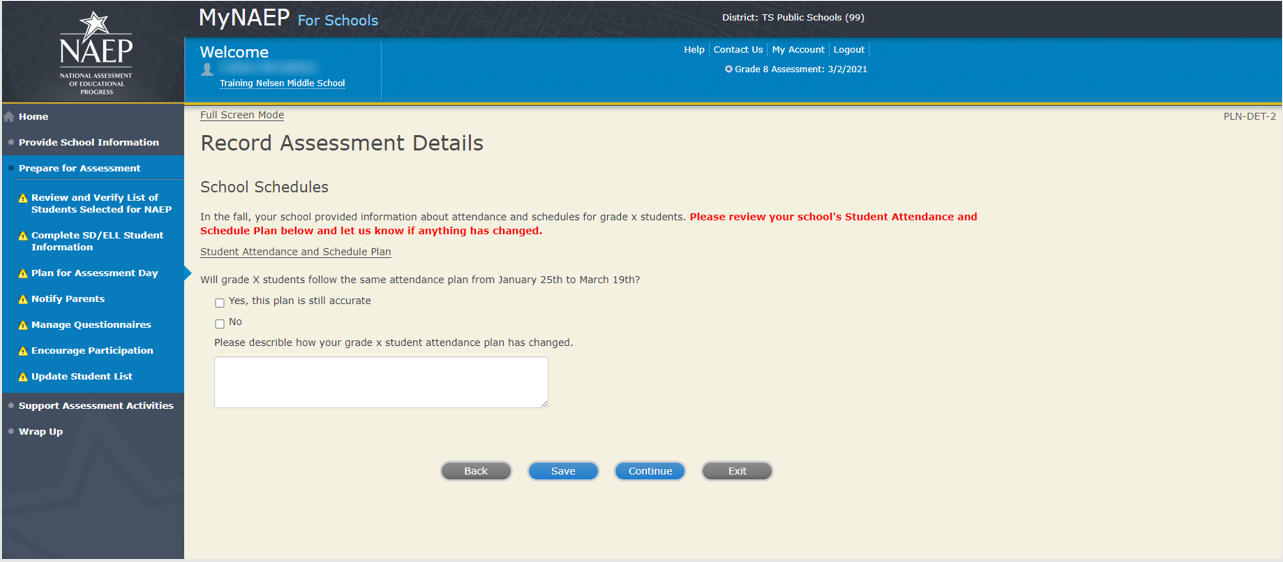 MyNAEP For Schools
District: TS Public Schools (99)
NAEP
NATIONAL ASSESSMENT
OF EDUCATIONAL
PROGRESS
Welcome
Training Nelsen Middle School
Help Contact Us My Account Logout
Grade 8 Assessment: 3/2/2021
Home
Provide School Information
Prepare for Assessment
Review and Verify List of
Students Selected for NAEP
Complete SD/ELL Student
Information
Plan for Assessment Day
Notify Parents
Manage Questionnaires
Encourage Participation
Update Student List
Support Assessment Activities
Wrap Up
Full Screen Mode
PLN-DET-2
Record Assessment Details
School Schedules
In the fall, your school provided information about attendance and schedules for grade x students. Please review your school's Student Attendance and
Schedule Plan below and let us know if anything has changed.
Student Attendance and Schedule Plan
Will grade X students follow the same attendance plan from January 25th to March 19th?
Yes, this plan is still accurate
No
Please describle how your grade x student attendance plan has changed.
Back Save Continue Exit